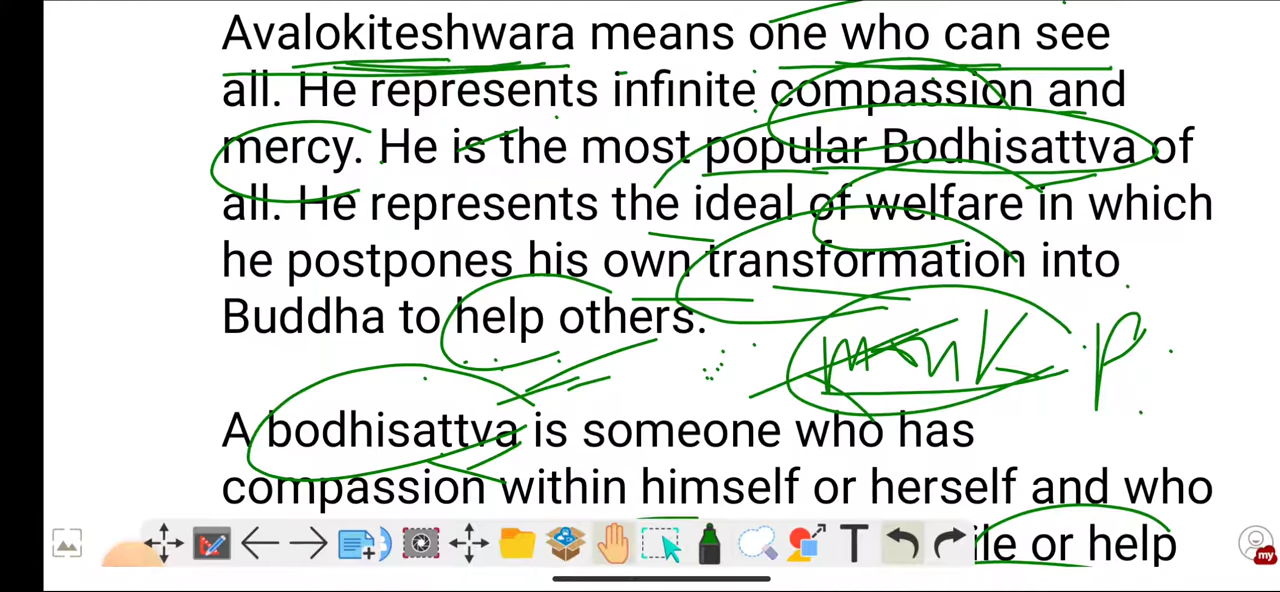 Avalokiteshwara means one who can see
all. He represents infinite compassion and
mercy. He is the most popular Bodhisattva of
all. He represents the ideal of welfare in which
he postpones his own transformation into
Buddha to help others.
monk P
A bodhisattva is someone who has
compassion within himself or herself and who
or help
T
my